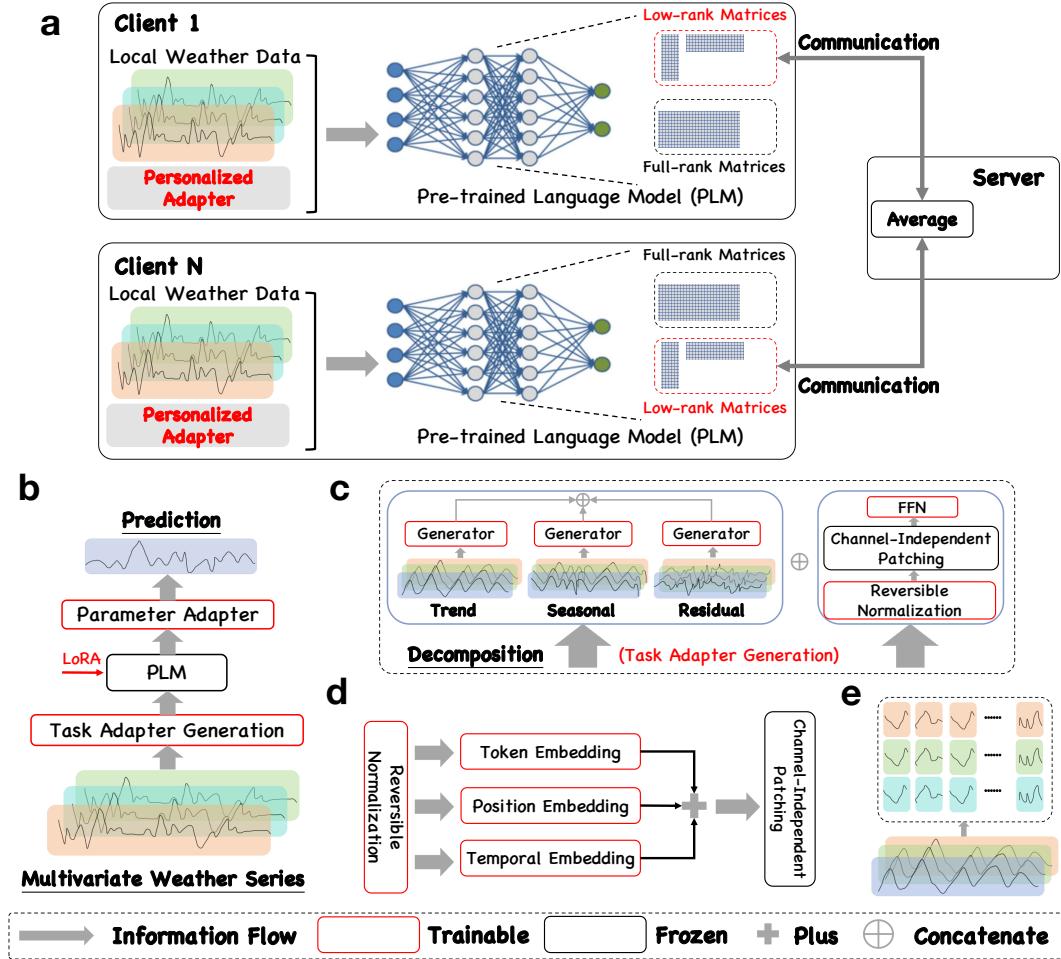 a
Client 1
Local Weather Data
Personalized
Adapter
Pre-trained Language Model (PLM)
Low-rank Matrices
Full-rank Matrices
Communication
Server
Average
Client N
Local Weather Data
Personalized
Adapter
Pre-trained Language Model (PLM)
Full-rank Matrices
Low-rank Matrices
Communication
b
Prediction
Parameter Adapter
LoRA
PLM
Task Adapter Generation
Multivariate Weather Series
c
Generator
Generator
Generator
Trend
Seasonal
Residual
FFN
Channel-Independent
Patching
Reversible
Normalization
Decomposition
(Task Adapter Generation)
d
Reversible
Normalization
Token Embedding
Position Embedding
Temporal Embedding
Channel-Independent
Patching
e
Information Flow
Trainable
Frozen
Plus
Concatenate